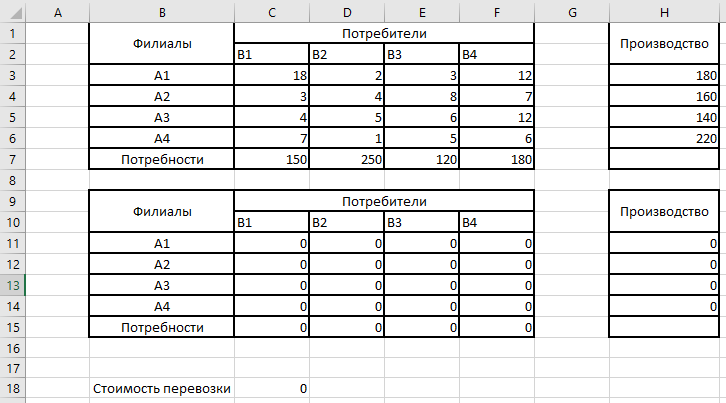 A B C D E F G H
1 Потребители
Филиалы Производство
2 B1 B2 B3 B4
3 A1 18 2 3 12 180
4 A2 3 4 8 7 160
5 A3 4 5 6 12 140
6 A4 7 1 5 6 220
7 Потребности 150 250 120 180
8
9 Потребители
Филиалы Производство
10 B1 B2 B3 B4
11 A1 0 0 0 0 0
12 A2 0 0 0 0 0
13 A3 0 0 0 0 0
14 A4 0 0 0 0 0
15 Потребности 0 0 0 0
16
17
18 Стоимость перевозки 0